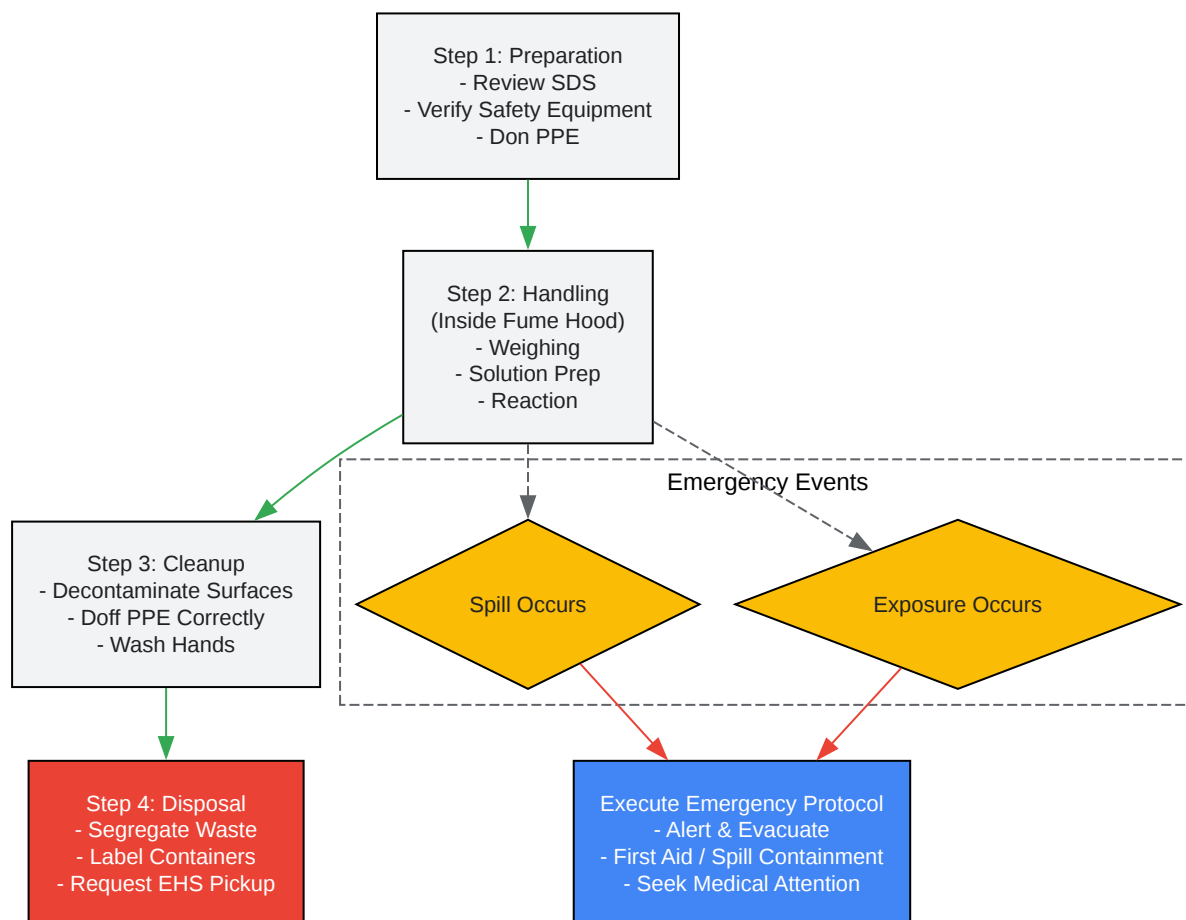 Step 1: Preparation
- Review SDS
- Verify Safety Equipment
- Don PPE
Step 2: Handling
(Inside Fume Hood)
- Weighing
- Solution Prep
- Reaction
Emergency Events
Step 3: Cleanup
- Decontaminate Surfaces
- Doff PPE Correctly
- Wash Hands
Spill Occurs
Exposure Occurs
Step 4: Disposal
- Segregate Waste
- Label Containers
- Request EHS Pickup
Execute Emergency Protocol
- Alert & Evacuate
- First Aid / Spill Containment
- Seek Medical Attention